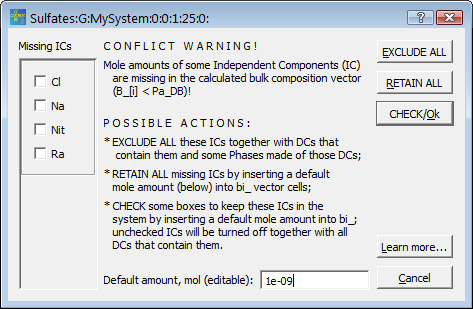 Sulfates:G:MySystem:0:0:1:25:0:
Missing ICs
Cl
Na
Nit
Ra
CONFLICT WARNING!
Mole amounts of some Independent Components (IC)
are missing in the calculated bulk composition vector
(B_[i] < Pa_DB)!
POSSIBLE ACTIONS:
* EXCLUDE ALL these ICs together with DCs that
contain them and some Phases made of those DCs;
* RETAIN ALL missing ICs by inserting a default
mole amount (below) into bi_ vector cells;
* CHECK some boxes to keep these ICs in the
system by inserting a default mole amount into bi_;
unchecked ICs will be turned off together with all
DCs that contain them.
Default amount, mol (editable): 1e-09
EXCLUDE ALL
RETAIN ALL
CHECK/Ok
Learn more...
Cancel